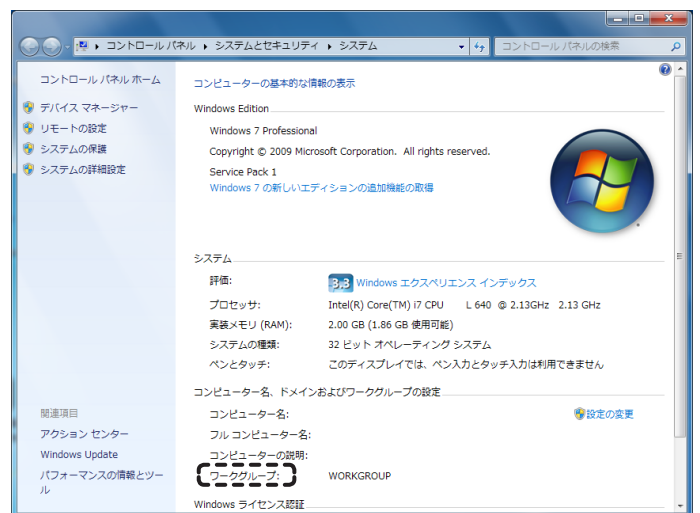 コントロール パネル ▸ システムとセキュリティ ▸ システム
コントロール パネルの検索
コントロール パネル ホーム
デバイス マネージャー
リモートの設定
システムの保護
システムの詳細設定
コンピューターの基本的な情報の表示
Windows Edition
Windows 7 Professional
Copyright © 2009 Microsoft Corporation. All rights reserved.
Service Pack 1
Windows 7 の新しいエディションの追加機能の取得
システム
評価: 3.3 Windows エクスペリエンス インデックス
プロセッサ: Intel(R) Core(TM) i7 CPU L 640 @ 2.13GHz 2.13 GHz
実装メモリ (RAM): 2.00 GB (1.86 GB 使用可能)
システムの種類: 32 ビット オペレーティング システム
ペンとタッチ: このディスプレイでは、ペン入力とタッチ入力は利用できません
コンピューター名、ドメインおよびワークグループの設定
コンピューター名: 設定の変更
フル コンピューター名:
コンピューターの説明:
ワークグループ: WORKGROUP
Windows ライセンス認証
関連項目
アクション センター
Windows Update
パフォーマンスの情報とツー
ル